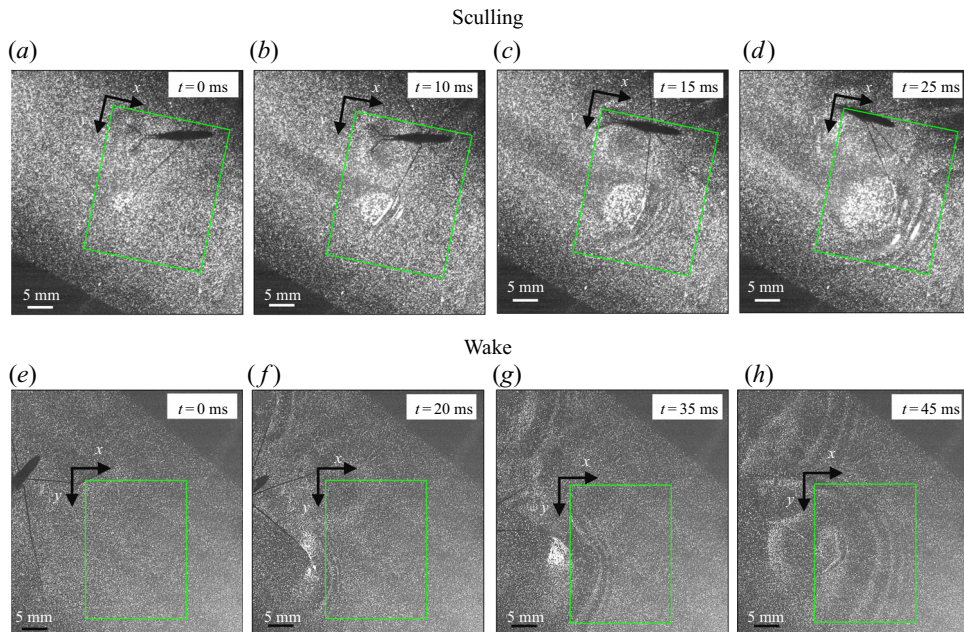 Sculling
(a) (b) (c) (d)
t = 0 ms t = 10 ms t = 15 ms t = 25 ms
x x x x
5 mm 5 mm 5 mm 5 mm
Wake
(e) (f) (g) (h)
t = 0 ms t = 20 ms t = 35 ms t = 45 ms
x x x x
y y y y
5 mm 5 mm 5 mm 5 mm